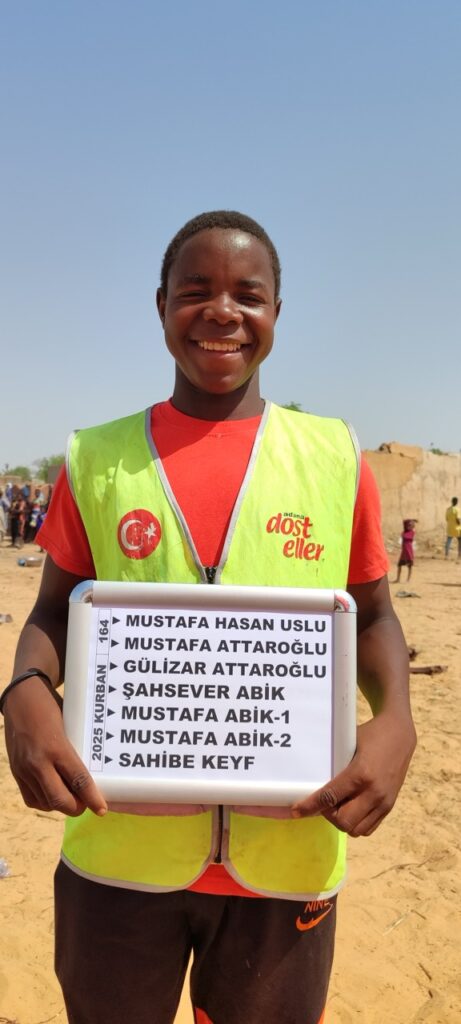 adana
dost
eller
164
2025 KURBAN
▸ MUSTAFA HASAN USLU
▸ MUSTAFA ATTAROĞLU
▸ GÜLİZAR ATTAROĞLU
▸ ŞAHSEVER ABİK
▸ MUSTAFA ABİK-1
▸ MUSTAFA ABİK-2
▸ SAHİBE KEYF
NINE